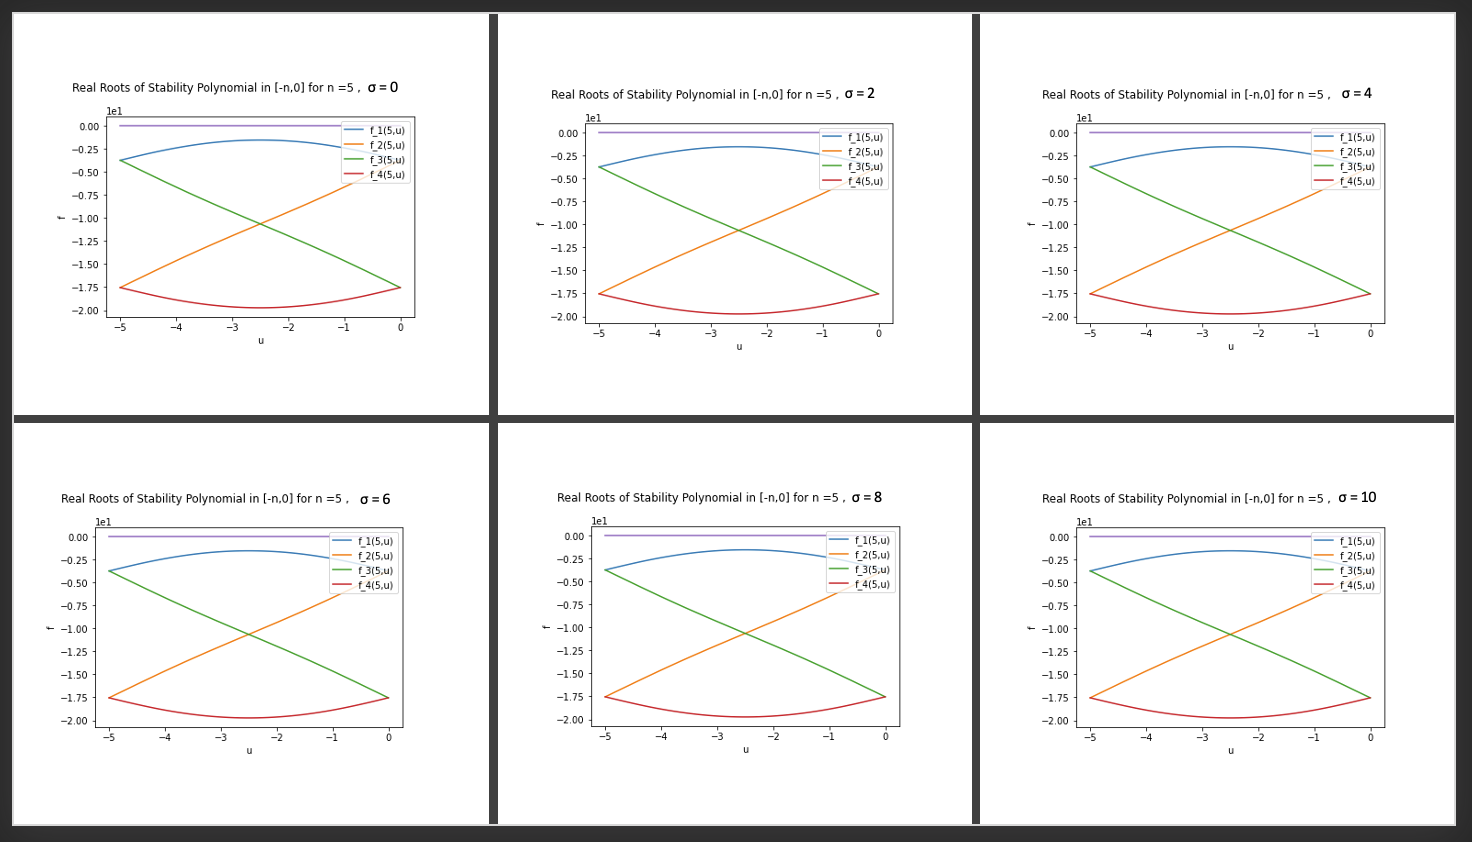 Real Roots of Stability Polynomial in [-n,0] for n =5 , σ = 0
1e1
0.00
−0.25
−0.50
−0.75
−1.00
−1.25
−1.50
−1.75
−2.00
f
f_1(5,u)
f_2(5,u)
f_3(5,u)
f_4(5,u)
−5 −4 −3 −2 −1 0
u
Real Roots of Stability Polynomial in [-n,0] for n =5 , σ = 2
1e1
0.00
−0.25
−0.50
−0.75
−1.00
−1.25
−1.50
−1.75
−2.00
f
f_1(5,u)
f_2(5,u)
f_3(5,u)
f_4(5,u)
−5 −4 −3 −2 −1 0
u
Real Roots of Stability Polynomial in [-n,0] for n =5 , σ = 4
1e1
0.00
−0.25
−0.50
−0.75
−1.00
−1.25
−1.50
−1.75
−2.00
f
f_1(5,u)
f_2(5,u)
f_3(5,u)
f_4(5,u)
−5 −4 −3 −2 −1 0
u
Real Roots of Stability Polynomial in [-n,0] for n =5 , σ = 6
1e1
0.00
−0.25
−0.50
−0.75
−1.00
−1.25
−1.50
−1.75
−2.00
f
f_1(5,u)
f_2(5,u)
f_3(5,u)
f_4(5,u)
−5 −4 −3 −2 −1 0
u
Real Roots of Stability Polynomial in [-n,0] for n =5 , σ = 8
1e1
0.00
−0.25
−0.50
−0.75
−1.00
−1.25
−1.50
−1.75
−2.00
f
f_1(5,u)
f_2(5,u)
f_3(5,u)
f_4(5,u)
−5 −4 −3 −2 −1 0
u
Real Roots of Stability Polynomial in [-n,0] for n =5 , σ = 10
1e1
0.00
−0.25
−0.50
−0.75
−1.00
−1.25
−1.50
−1.75
−2.00
f
f_1(5,u)
f_2(5,u)
f_3(5,u)
f_4(5,u)
−5 −4 −3 −2 −1 0
u